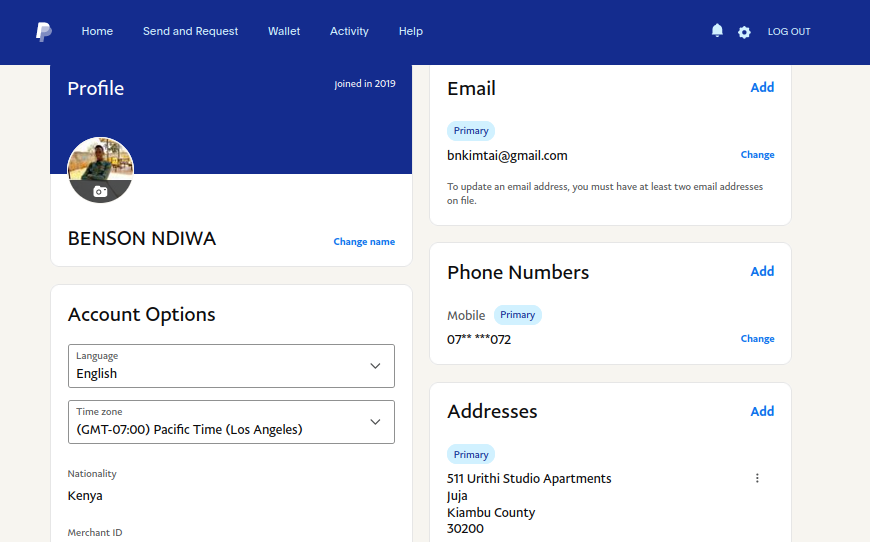 Home Send and Request Wallet Activity Help LOG OUT
Profile
Joined in 2019
BENSON NDIWA
Change name
Account Options
Language
English
Time zone
(GMT-07:00) Pacific Time (Los Angeles)
Nationality
Kenya
Merchant ID
Email
Add
Primary
bnkimtai@gmail.com
Change
To update an email address, you must have at least two email addresses
on file.
Phone Numbers
Add
Mobile Primary
07** ***072
Change
Addresses
Add
Primary
511 Urithi Studio Apartments
Juja
Kiambu County
30200